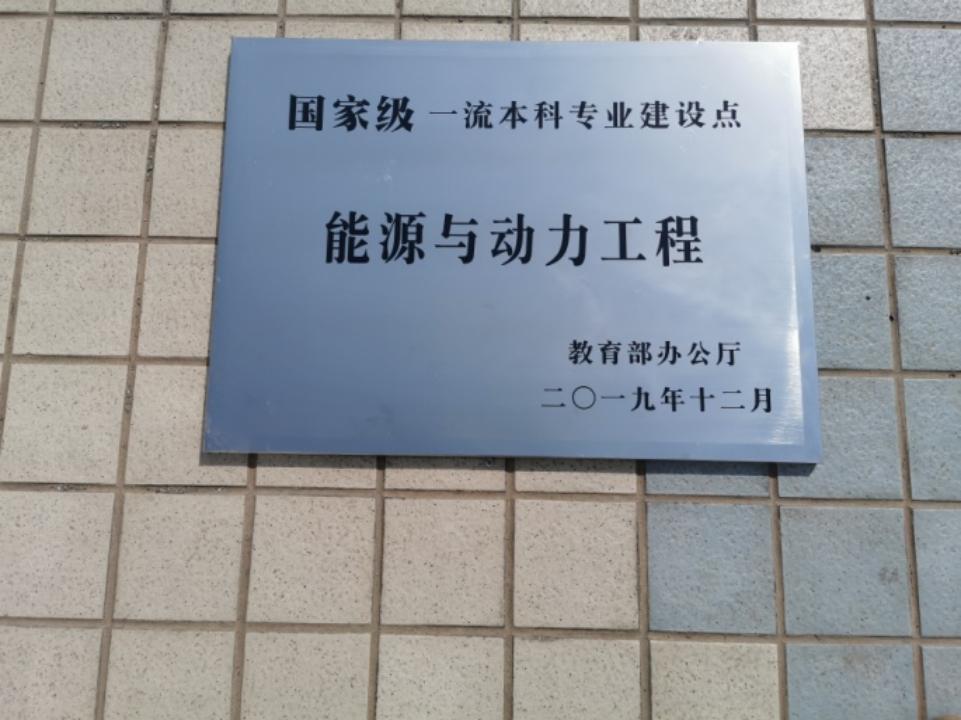 国家级 一流本科专业建设点
能源与动力工程
教育部办公厅
二〇一九年十二月